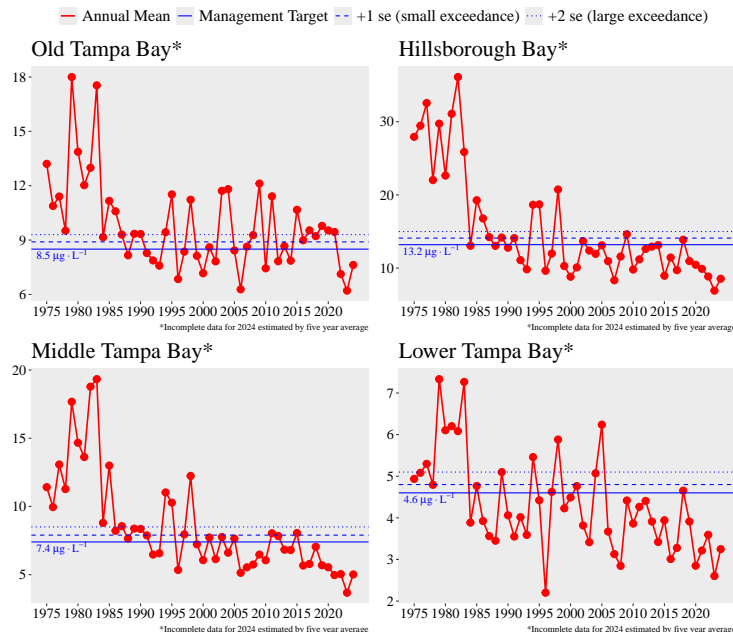 Annual Mean Management Target +1 se (small exceedance) +2 se (large exceedance)
Old Tampa Bay*
18
15
12
9
6
8.5 μg · L⁻¹
1975 1980 1985 1990 1995 2000 2005 2010 2015 2020
*Incomplete data for 2024 estimated by five year average
Hillsborough Bay*
30
20
10
13.2 μg · L⁻¹
1975 1980 1985 1990 1995 2000 2005 2010 2015 2020
*Incomplete data for 2024 estimated by five year average
Middle Tampa Bay*
20
15
10
5
7.4 μg · L⁻¹
1975 1980 1985 1990 1995 2000 2005 2010 2015 2020
*Incomplete data for 2024 estimated by five year average
Lower Tampa Bay*
7
6
5
4
3
2
4.6 μg · L⁻¹
1975 1980 1985 1990 1995 2000 2005 2010 2015 2020
*Incomplete data for 2024 estimated by five year average